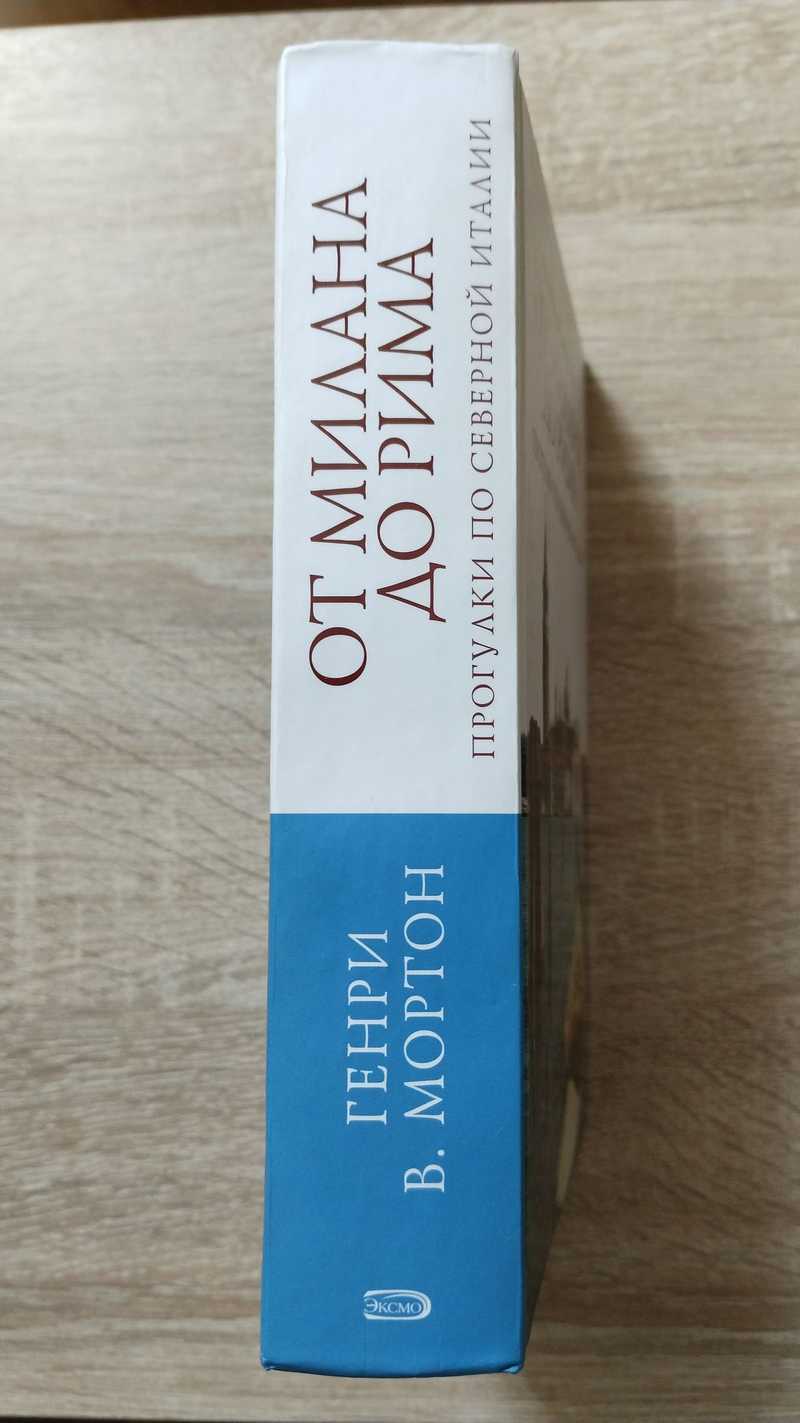 ОТ МИЛАНА
ДО РИМА
ПРОГУЛКИ ПО СЕВЕРНОЙ ИТАЛИИ
ГЕНРИ
В. МОРТОН
ЭКСМО